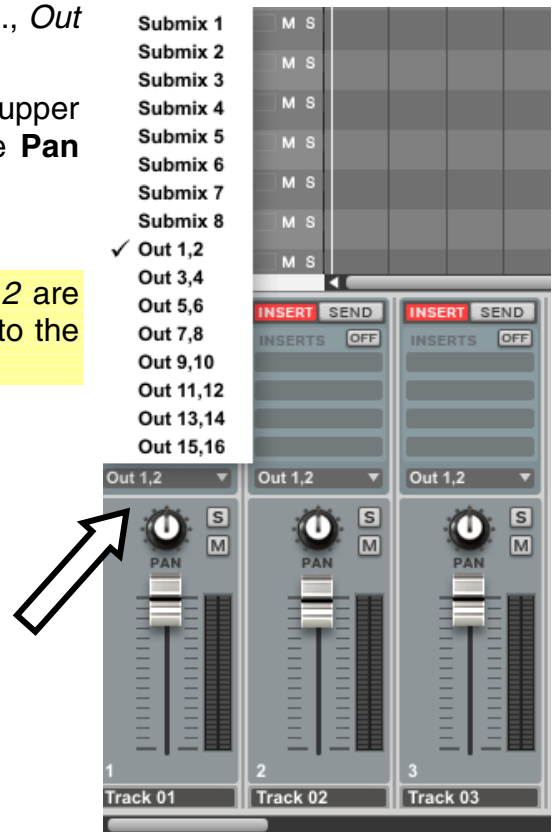 ., Out
upper
e Pan
2 are
to the
Submix 1
Submix 2
Submix 3
Submix 4
Submix 5
Submix 6
Submix 7
Submix 8
✓ Out 1,2
Out 3,4
Out 5,6
Out 7,8
Out 9,10
Out 11,12
Out 13,14
Out 15,16
M S
M S
M S
M S
M S
M S
M S
INSERT SEND INSERT SEND
INSERTS OFF INSERTS OFF
Out 1,2 Out 1,2 Out 1,2
S S S
M M M
PAN PAN PAN
1 2 3
Track 01 Track 02 Track 03